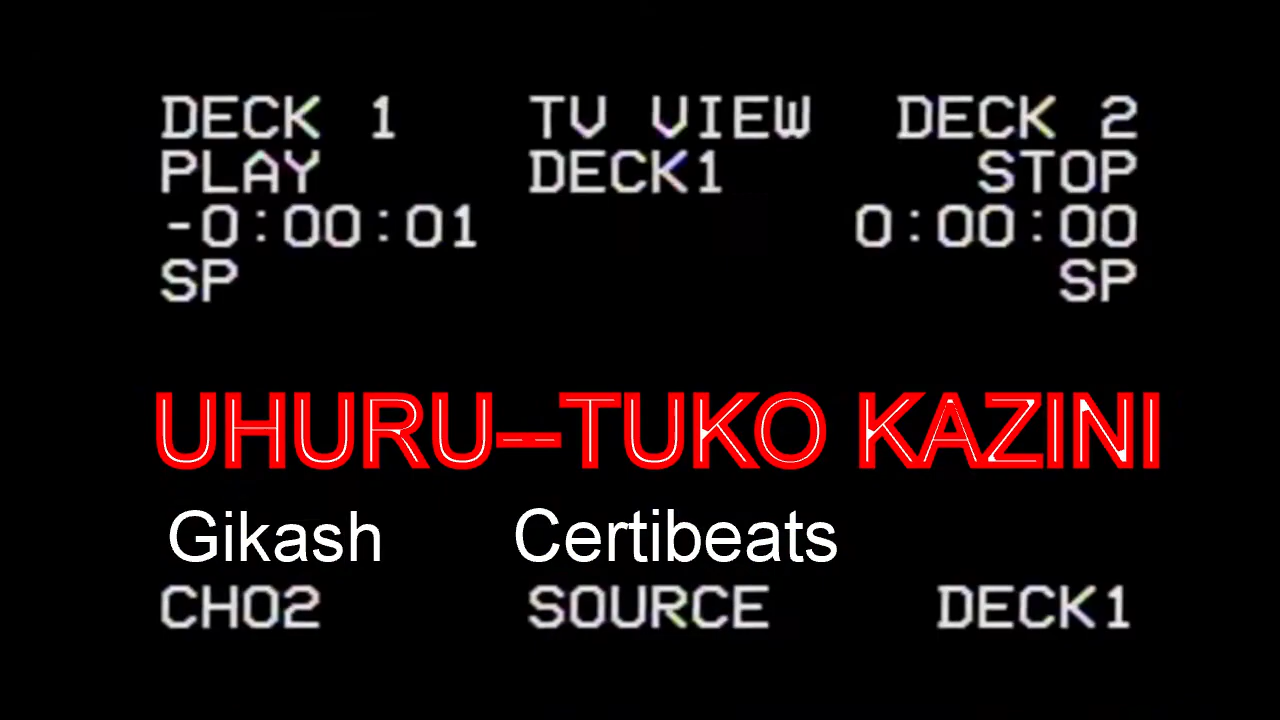 DECK 1 TV VIEW DECK 2
PLAY DECK1 STOP
-0:00:01 0:00:00
SP SP
UHURU--TUKO KAZINI
Gikash Certibeats
CH02 SOURCE DECK1